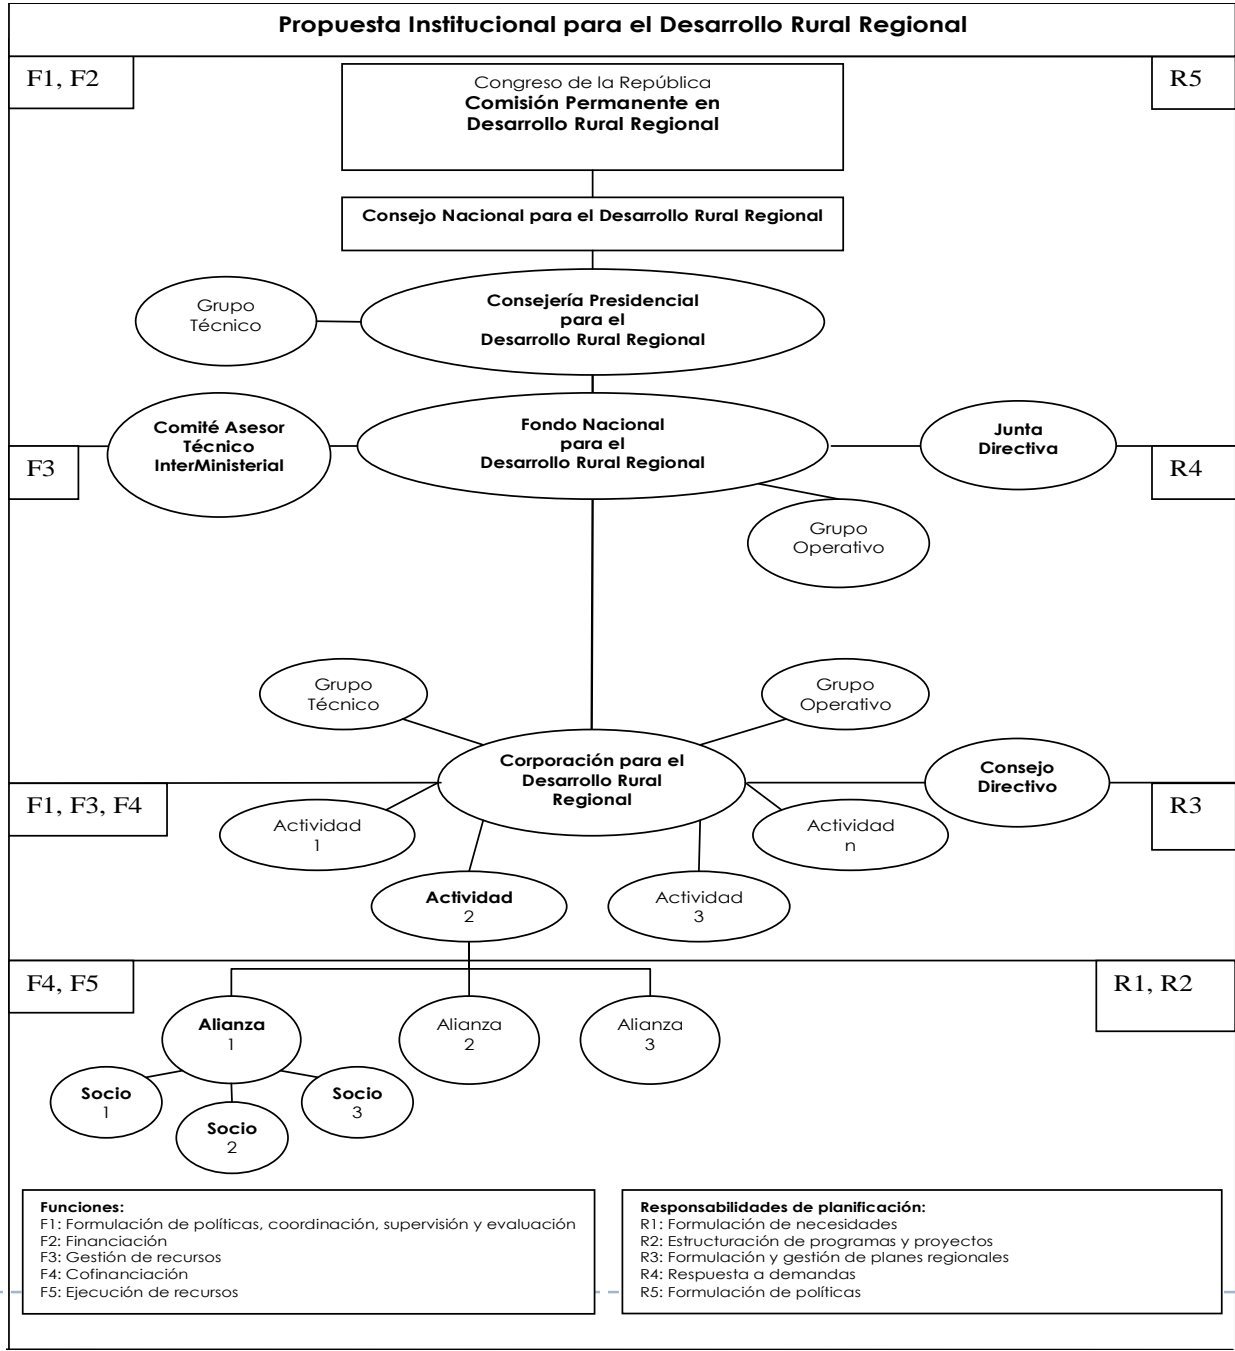 Propuesta Institucional para el Desarrollo Rural Regional
F1, F2
R5
Congreso de la República
Comisión Permanente en
Desarrollo Rural Regional
Consejo Nacional para el Desarrollo Rural Regional
Grupo
Técnico
Consejería Presidencial
para el
Desarrollo Rural Regional
Comité Asesor
Técnico
InterMinisterial
Fondo Nacional
para el
Desarrollo Rural Regional
Junta
Directiva
F3
R4
Grupo
Operativo
Grupo
Técnico
Grupo
Operativo
Corporación para el
Desarrollo Rural
Regional
Consejo
Directivo
F1, F3, F4
R3
Actividad
1
Actividad
n
Actividad
2
Actividad
3
F4, F5
R1, R2
Alianza
1
Alianza
2
Alianza
3
Socio
1
Socio
2
Socio
3
Funciones:
F1: Formulación de políticas, coordinación, supervisión y evaluación
F2: Financiación
F3: Gestión de recursos
F4: Cofinanciación
F5: Ejecución de recursos
Responsabilidades de planificación:
R1: Formulación de necesidades
R2: Estructuración de programas y proyectos
R3: Formulación y gestión de planes regionales
R4: Respuesta a demandas
R5: Formulación de políticas